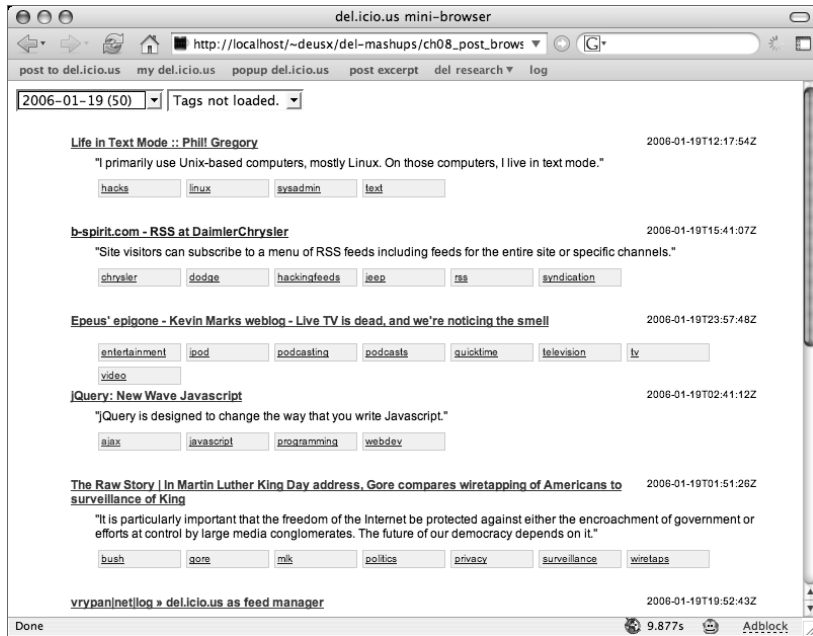 del.icio.us mini-browser
http://localhost/~deusx/del-mashups/ch08_post_brows
G
post to del.icio.us my del.icio.us popup del.icio.us post excerpt del research log
2006-01-19 (50) Tags not loaded.
Life in Text Mode :: Phil! Gregory 2006-01-19T12:17:54Z
"I primarily use Unix-based computers, mostly Linux. On those computers, I live in text mode."
hacks linux sysadmin text
b-spirit.com - RSS at DaimlerChrysler 2006-01-19T15:41:07Z
"Site visitors can subscribe to a menu of RSS feeds including feeds for the entire site or specific channels."
chrysler dodge hackingfeeds jeep rss syndication
Epeus' epigone - Kevin Marks weblog - Live TV is dead, and we're noticing the smell 2006-01-19T23:57:48Z
entertainment ipod podcasting podcasts quicktime television tv
video
jQuery: New Wave Javascript 2006-01-19T02:41:12Z
"jQuery is designed to change the way that you write Javascript."
ajax javascript programming webdev
The Raw Story | In Martin Luther King Day address, Gore compares wiretapping of Americans to 2006-01-19T01:51:26Z
surveillance of King
"It is particularly important that the freedom of the Internet be protected against either the encroachment of government or
efforts at control by large media conglomerates. The future of our democracy depends on it."
bush gore mlk politics privacy surveillance wiretaps
vrypan|net|log » del.icio.us as feed manager 2006-01-19T19:52:43Z
Done 9.877s Adblock